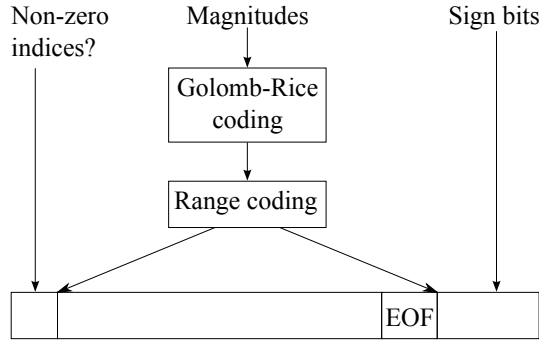 Non-zero
indices?
Magnitudes
Sign bits
Golomb-Rice
coding
Range coding
EOF